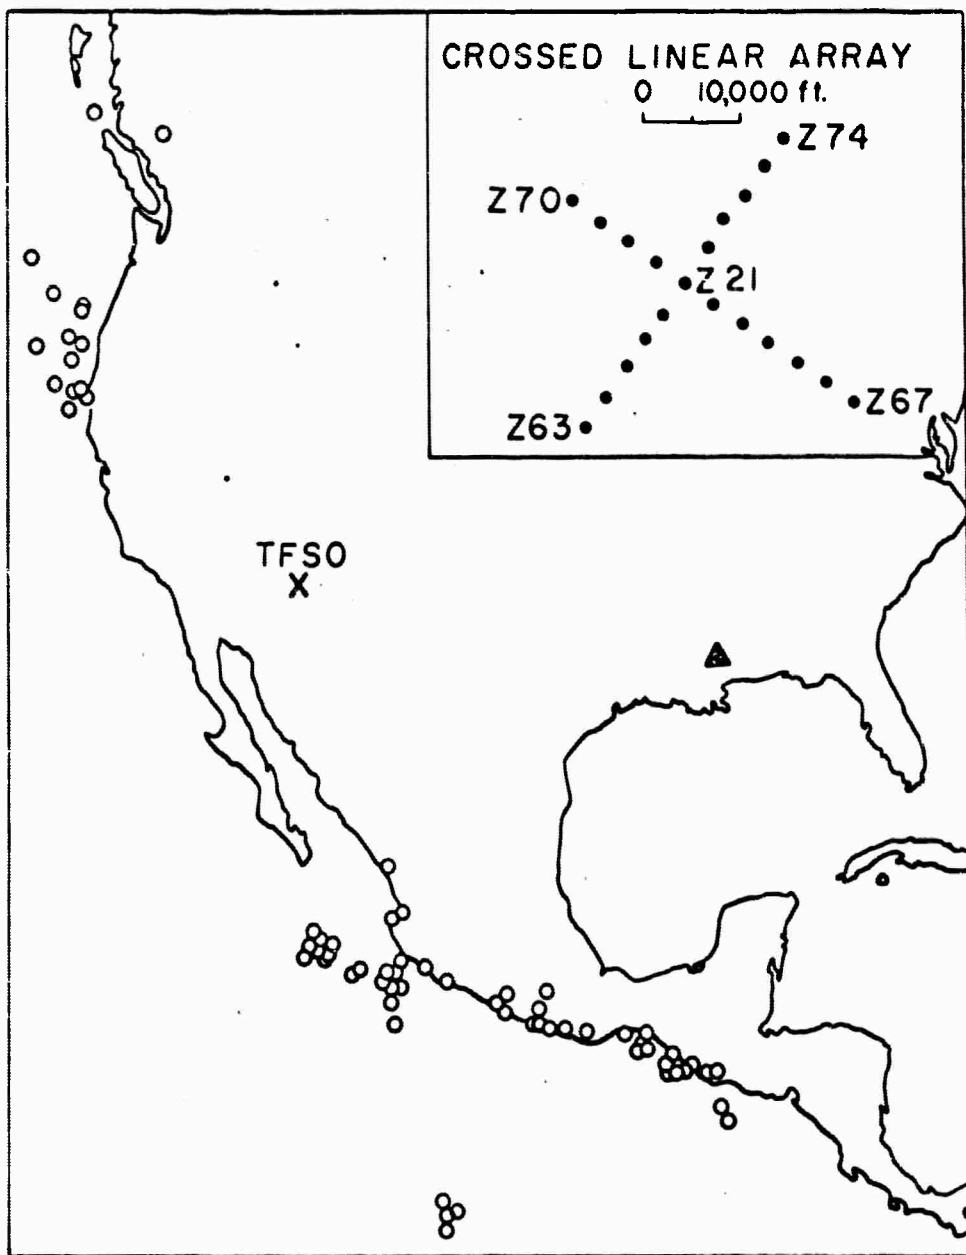 CROSSED LINEAR ARRAY
0 10,000 ft.
Z74
Z70
Z21
Z67
Z63
TFSO
X